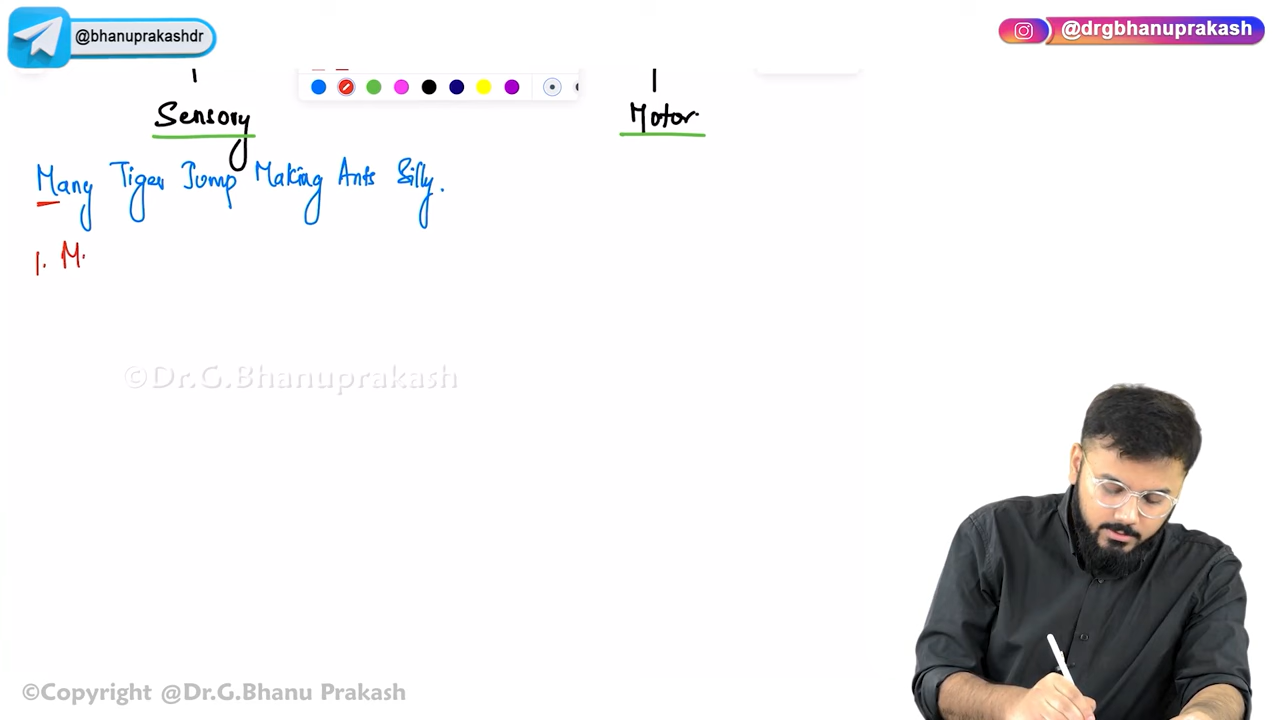 @bhanuprakashdr
@drgbhanuprakash
Sensory
Motor
Many Tiger Jump Making Ants Silly.
1. M.
©Dr.G.Bhanuprakash
©Copyright @Dr.G.Bhanu Prakash